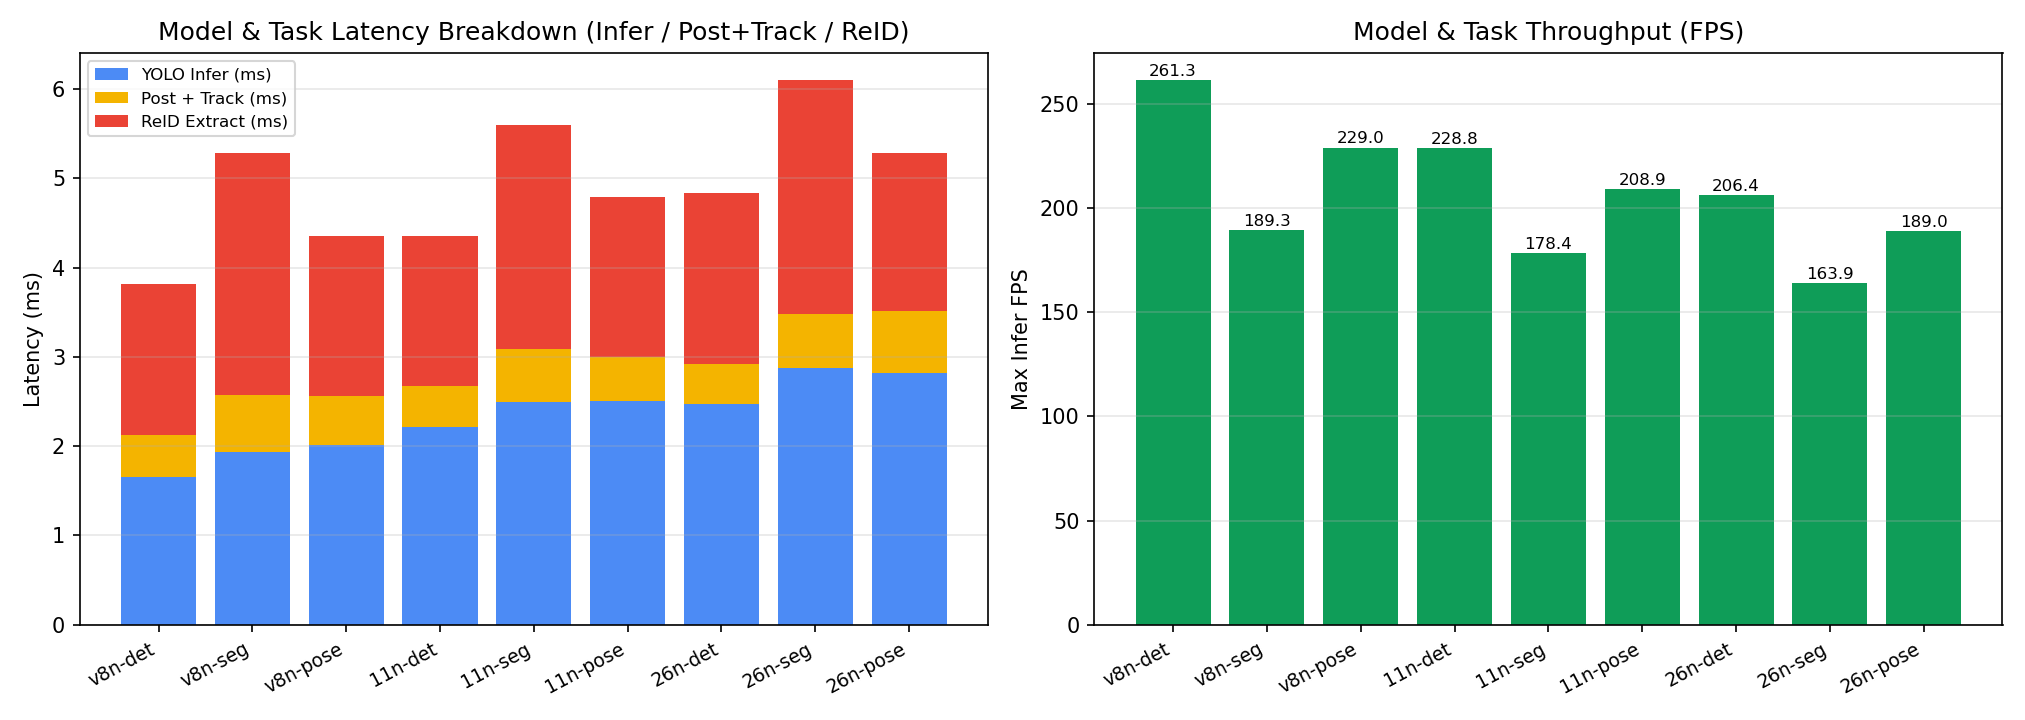 Model & Task Latency Breakdown (Infer / Post+Track / ReID)
YOLO Infer (ms)
Post + Track (ms)
ReID Extract (ms)
Latency (ms)
6
5
4
3
2
1
0
v8n-det
v8n-seg
v8n-pose
11n-det
11n-seg
11n-pose
26n-det
26n-seg
26n-pose
Model & Task Throughput (FPS)
Max Infer FPS
250
200
150
100
50
0
261.3
189.3
229.0
228.8
178.4
208.9
206.4
163.9
189.0
v8n-det
v8n-seg
v8n-pose
11n-det
11n-seg
11n-pose
26n-det
26n-seg
26n-pose